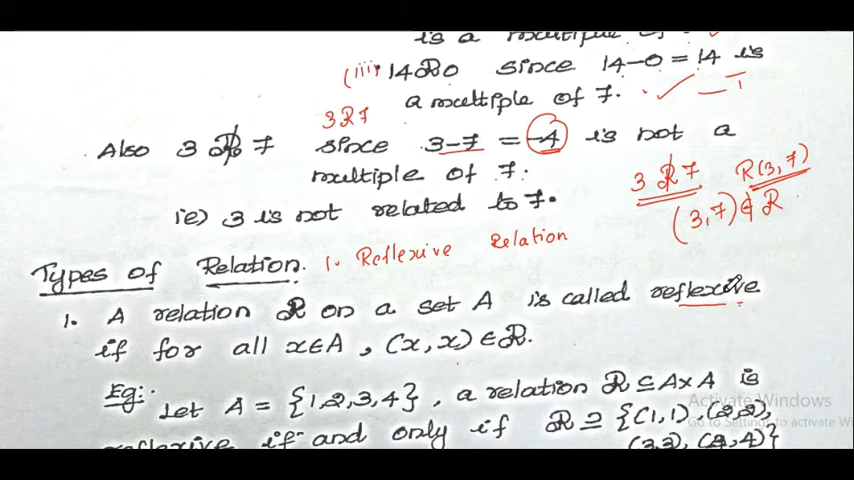 is a multiple of
(iii) 14 R 0 since 14-0 = 14 is
a multiple of 7.
3R7
Also 3 R̸ 7 since 3-7 = -4 is not a
multiple of 7.
3 R̸ 7 R(3,7)
ie) 3 is not related to 7.
(3,7) ∉ R
Types of Relation. 1. Reflexive Relation
1. A relation R on a set A is called reflexive
if for all x∈A, (x,x) ∈ R.
Eg:
Let A = {1,2,3,4}, a relation R ⊆ A×A is
reflexive if and only if R ⊇ {(1,1), (2,2),
(3,3), (4,4)}
Activate Windows
Go to Settings to activate W